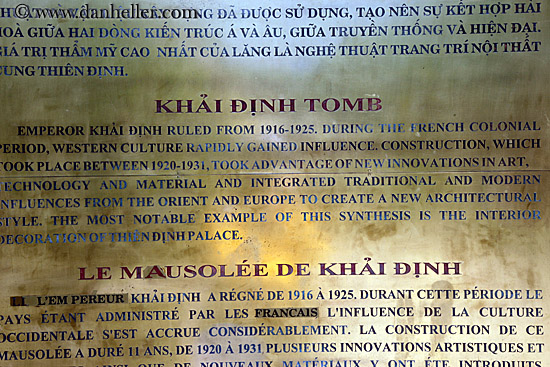 www.danheller.com
ĐÃ ĐƯỢC SỬ DỤNG, TẠO NÊN SỰ KẾT HỢP HÀI
HOÀ GIỮA HAI DÒNG KIẾN TRÚC Á VÀ ÂU, GIỮA TRUYỀN THỐNG VÀ HIỆN ĐẠI.
GIÁ TRỊ THẨM MỸ CAO NHẤT CỦA LĂNG LÀ NGHỆ THUẬT TRANG TRÍ NỘI THẤT
CUNG THIÊN ĐỊNH.
KHẢI ĐỊNH TOMB
EMPEROR KHẢI ĐỊNH RULED FROM 1916-1925. DURING THE FRENCH COLONIAL
PERIOD, WESTERN CULTURE RAPIDLY GAINED INFLUENCE. CONSTRUCTION, WHICH
TOOK PLACE BETWEEN 1920-1931, TOOK ADVANTAGE OF NEW INNOVATIONS IN ART,
TECHNOLOGY AND MATERIAL AND INTEGRATED TRADITIONAL AND MODERN
INFLUENCES FROM THE ORIENT AND EUROPE TO CREATE A NEW ARCHITECTURAL
STYLE. THE MOST NOTABLE EXAMPLE OF THIS SYNTHESIS IS THE INTERIOR
DECORATION OF THIÊN ĐỊNH PALACE.
LE MAUSOLÉE DE KHẢI ĐỊNH
L'EMPEREUR KHẢI ĐỊNH A RÉGNÉ DE 1916 À 1925. DURANT CETTE PÉRIODE LE
PAYS ÉTANT ADMINISTRÉ PAR LES FRANCAIS L'INFLUENCE DE LA CULTURE
OCCIDENTALE S'EST ACCRUE CONSIDÉRABLEMENT. LA CONSTRUCTION DE CE
MAUSOLÉE A DURÉ 11 ANS, DE 1920 À 1931 PLUSIEURS INNOVATIONS ARTISTIQUES ET
QUE DE NOUVEAUX MATÉRIAUX Y ONT ÉTÉ INTRODUITS